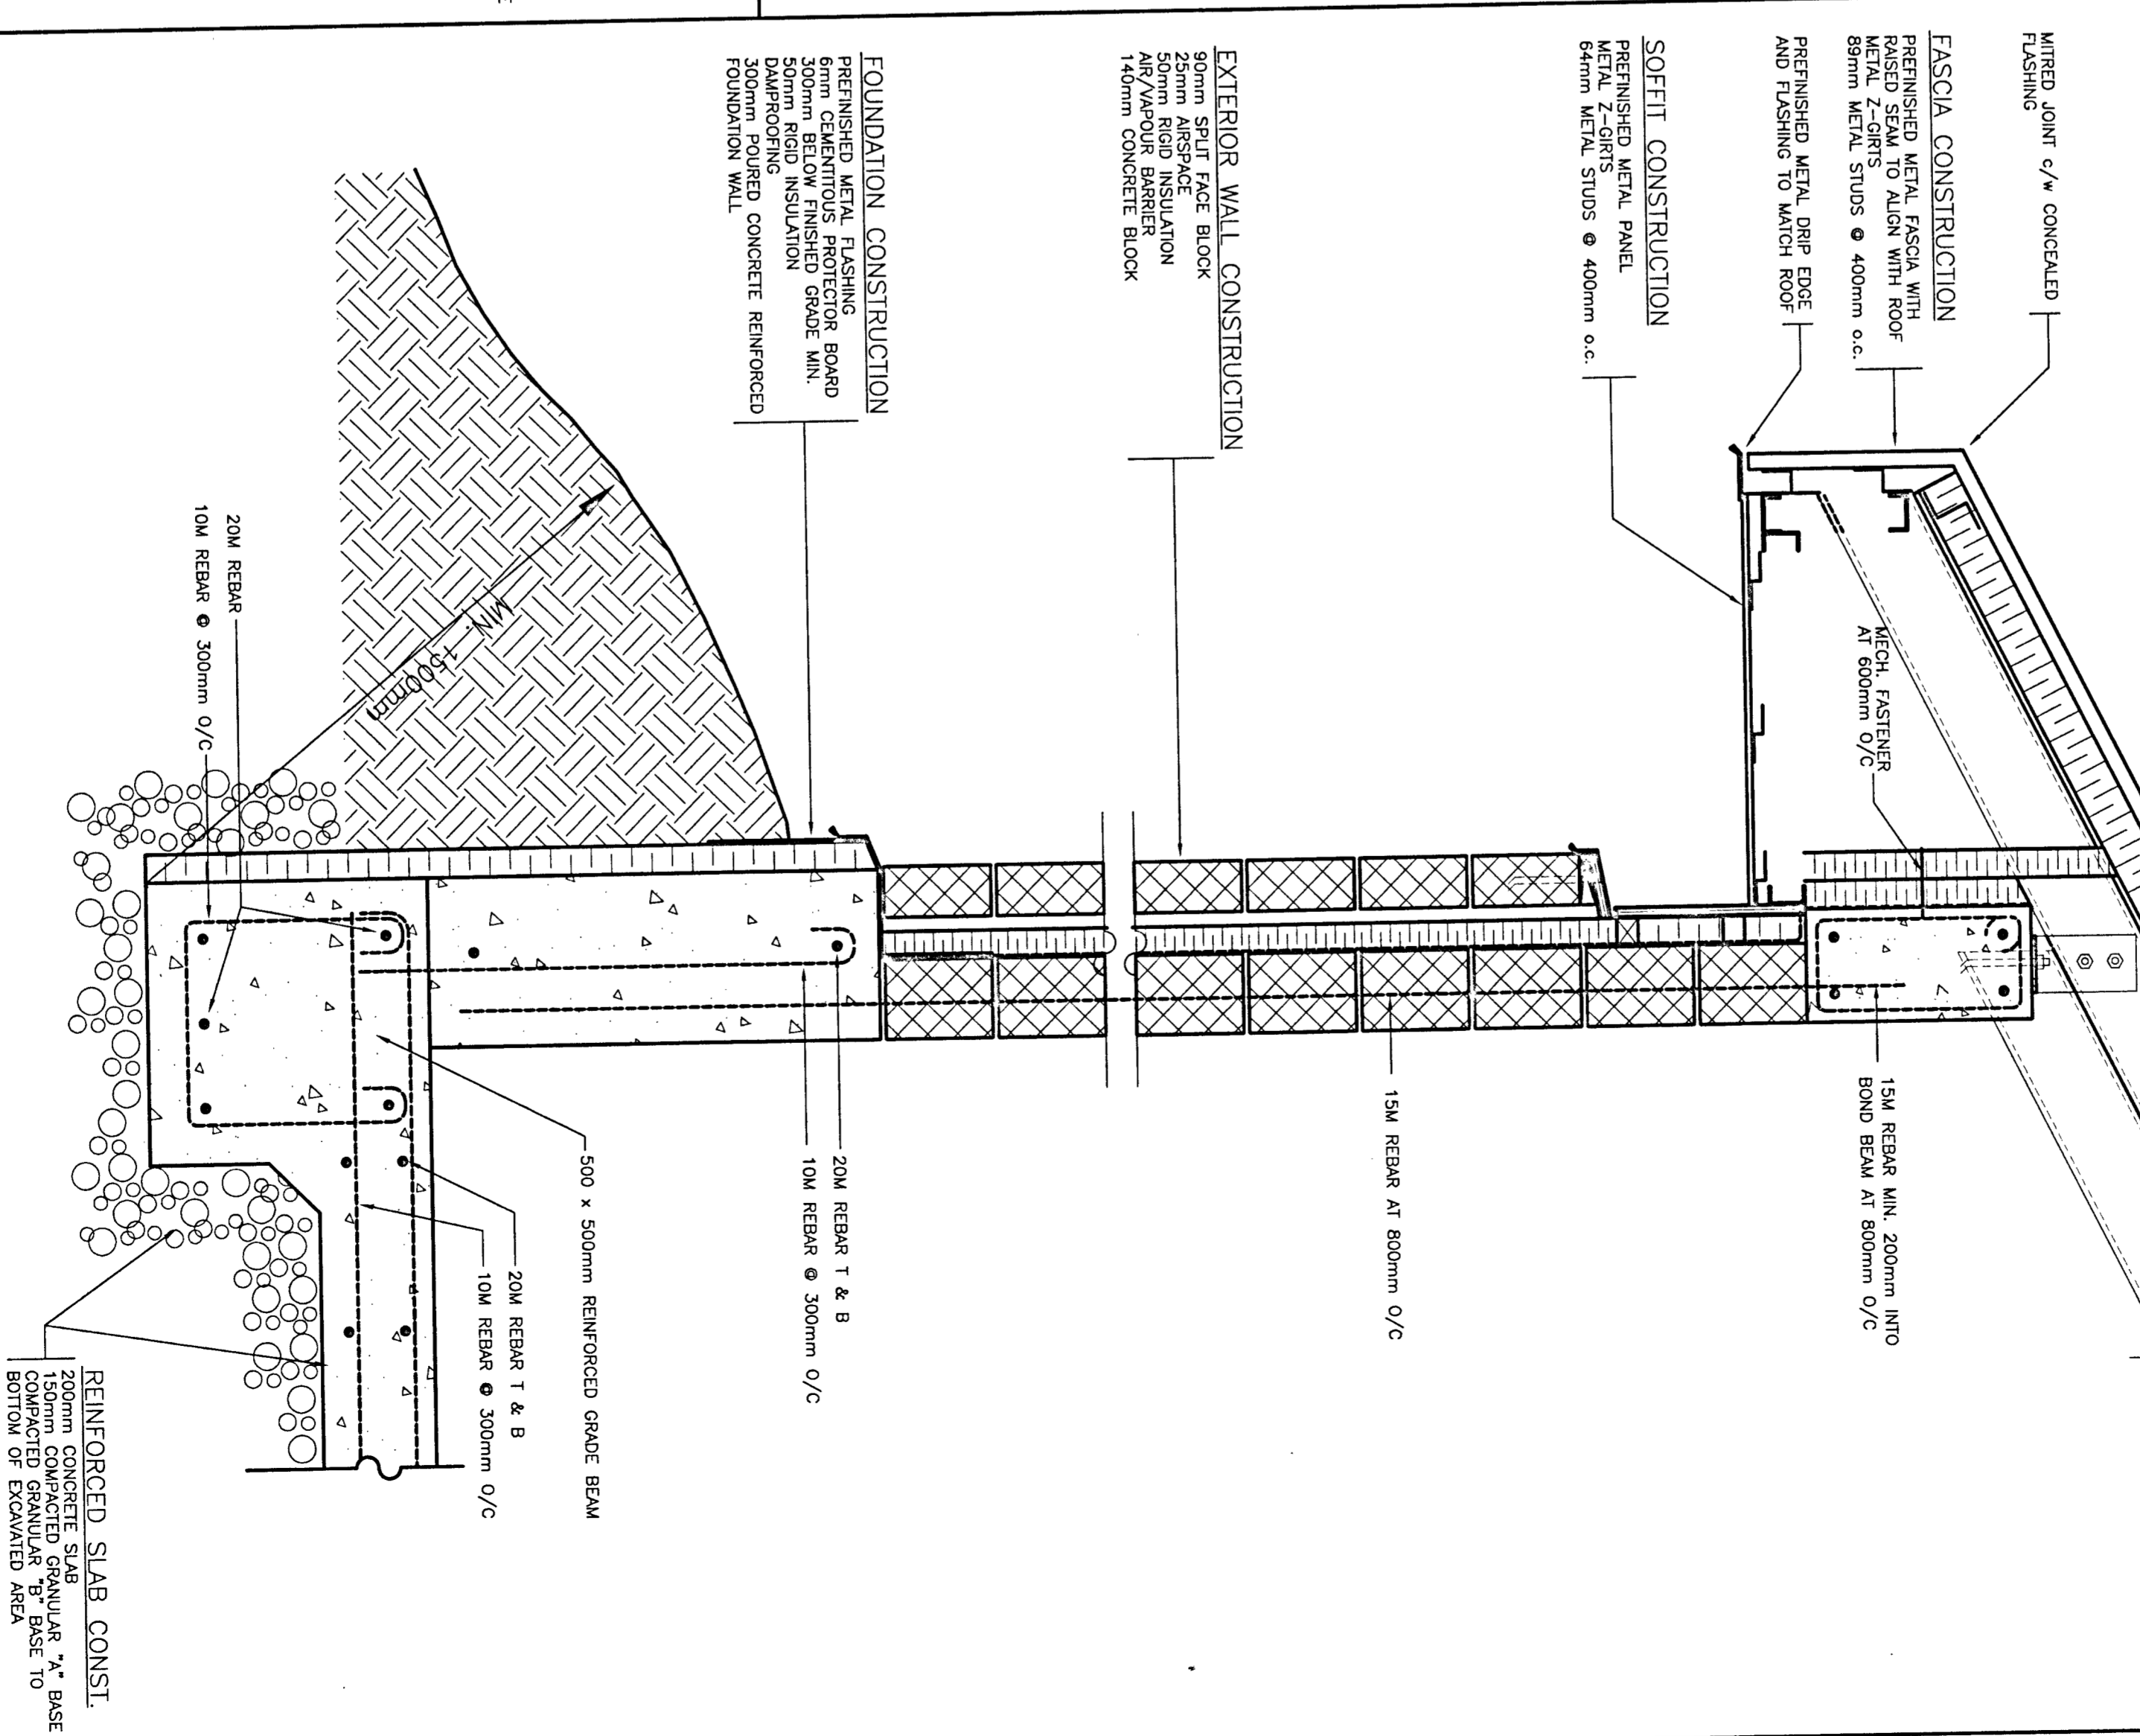 MITRED JOINT c/w CONCEALED
FLASHING
FASCIA CONSTRUCTION
PREFINISHED METAL FASCIA WITH
RAISED SEAM TO ALIGN WITH ROOF
METAL Z-GIRTS
89mm METAL STUDS @ 400mm o.c.
PREFINISHED METAL DRIP EDGE
AND FLASHING TO MATCH ROOF
SOFFIT CONSTRUCTION
PREFINISHED METAL PANEL
METAL Z-GIRTS
64mm METAL STUDS @ 400mm o.c.
MECH. FASTENER
AT 600mm O/C
15M REBAR MIN. 200mm INTO
BOND BEAM AT 800mm O/C
EXTERIOR WALL CONSTRUCTION
90mm SPLIT FACE BLOCK
25mm AIRSPACE
50mm RIGID INSULATION
AIR/VAPOUR BARRIER
140mm CONCRETE BLOCK
15M REBAR AT 800mm O/C
FOUNDATION CONSTRUCTION
PREFINISHED METAL FLASHING
6mm CEMENTITOUS PROTECTOR BOARD
300mm BELOW FINISHED GRADE MIN.
50mm RIGID INSULATION
DAMPROOFING
300mm POURED CONCRETE REINFORCED
FOUNDATION WALL
20M REBAR T & B
10M REBAR @ 300mm O/C
MIN. 1500mm
500 x 500mm REINFORCED GRADE BEAM
20M REBAR T & B
10M REBAR @ 300mm O/C
20M REBAR
10M REBAR @ 300mm O/C
REINFORCED SLAB CONST.
200mm CONCRETE SLAB
150mm COMPACTED GRANULAR "A" BASE
COMPACTED GRANULAR "B" BASE TO
BOTTOM OF EXCAVATED AREA